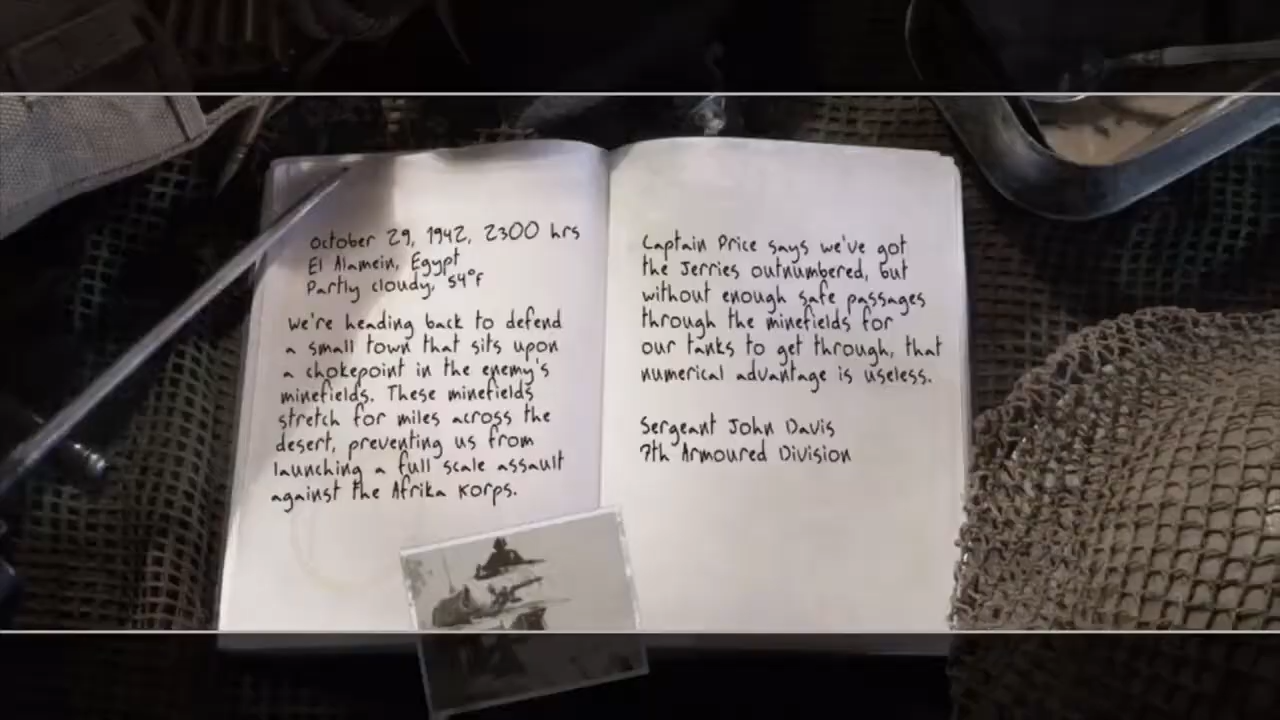 October 29, 1942, 2300 hrs
El Alamein, Egypt
Partly cloudy, 54°F
We're heading back to defend
a small town that sits upon
a chokepoint in the enemy's
minefields. These minefields
stretch for miles across the
desert, preventing us from
launching a full scale assault
against the Afrika Korps.
Captain Price says we've got
the Jerries outnumbered, but
without enough safe passages
through the minefields for
our tanks to get through, that
numerical advantage is useless.
Sergeant John Davis
7th Armoured Division